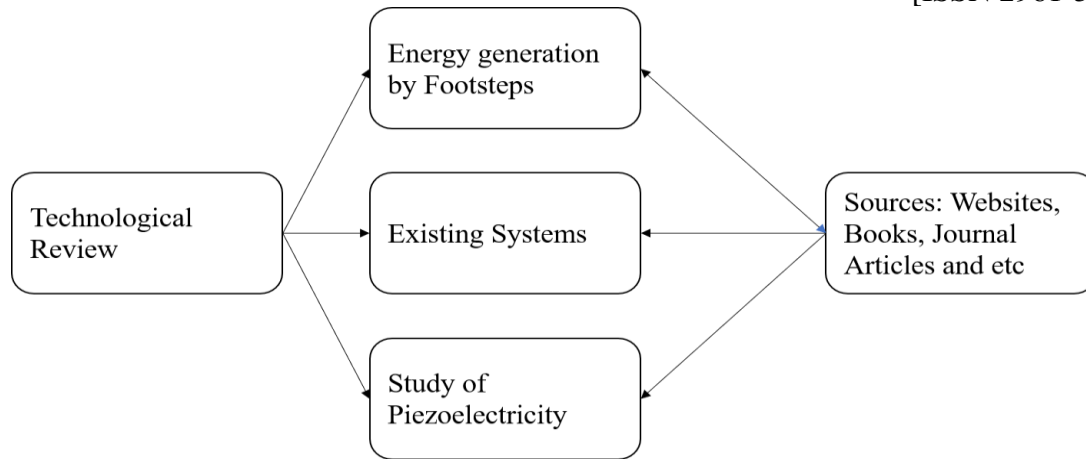 Energy generation
by Footsteps
Technological
Review
Existing Systems
Sources: Websites,
Books, Journal
Articles and etc
Study of
Piezoelectricity